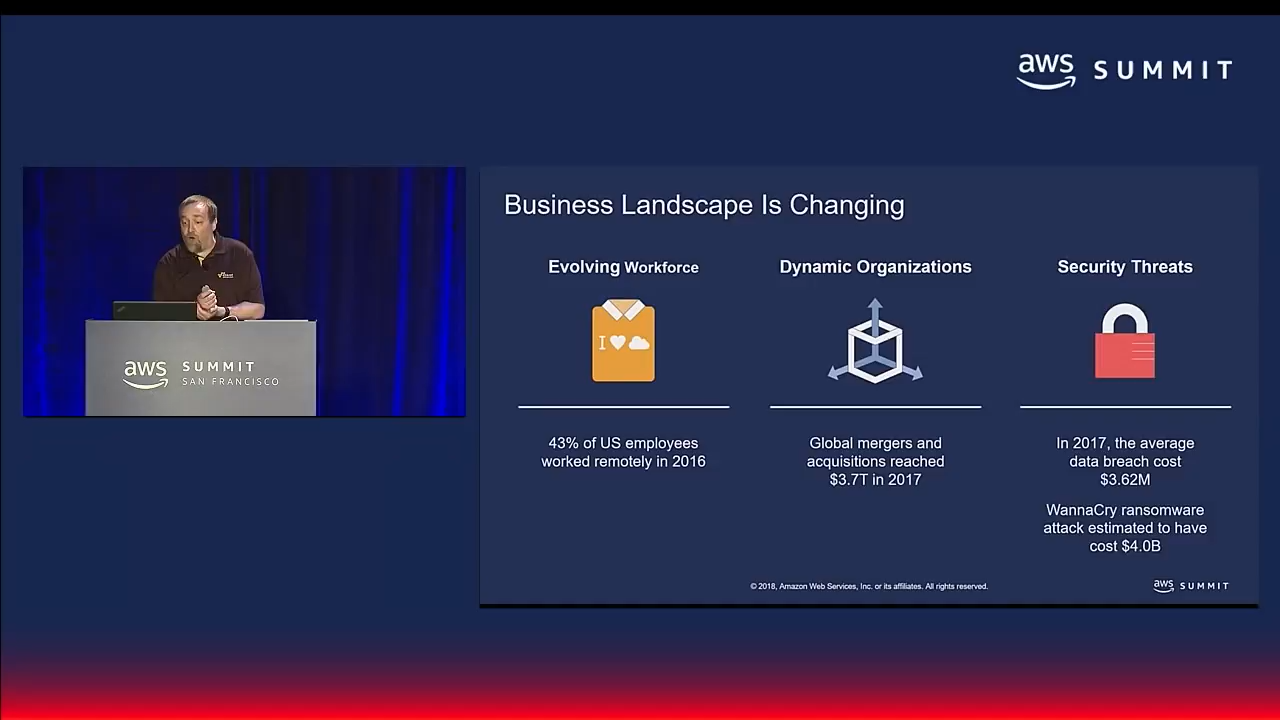 aws SUMMIT
aws SUMMIT
SAN FRANCISCO
Business Landscape Is Changing
Evolving Workforce
I
43% of US employees
worked remotely in 2016
Dynamic Organizations
Global mergers and
acquisitions reached
$3.7T in 2017
Security Threats
In 2017, the average
data breach cost
$3.62M
WannaCry ransomware
attack estimated to have
cost $4.0B
© 2018, Amazon Web Services, Inc. or its affiliates. All rights reserved.
aws SUMMIT